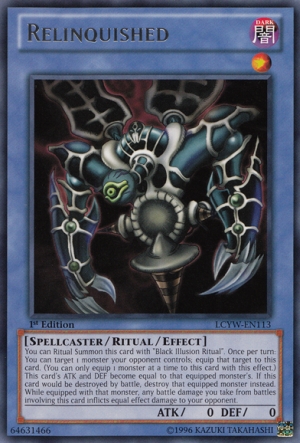 Relinquished
DARK
闇
1st Edition
LCYW-EN113
[Spellcaster/Ritual/Effect]
You can Ritual Summon this card with "Black Illusion Ritual". Once per turn:
You can target 1 monster your opponent controls; equip that target to this
card. (You can only equip 1 monster at a time to this card with this effect.)
This card's ATK and DEF become equal to that equipped monster's. If this
card would be destroyed by battle, destroy that equipped monster instead.
While equipped with that monster, any battle damage you take from battles
involving this card inflicts equal effect damage to your opponent.
ATK/ 0 DEF/ 0
64631466
©1996 KAZUKI TAKAHASHI